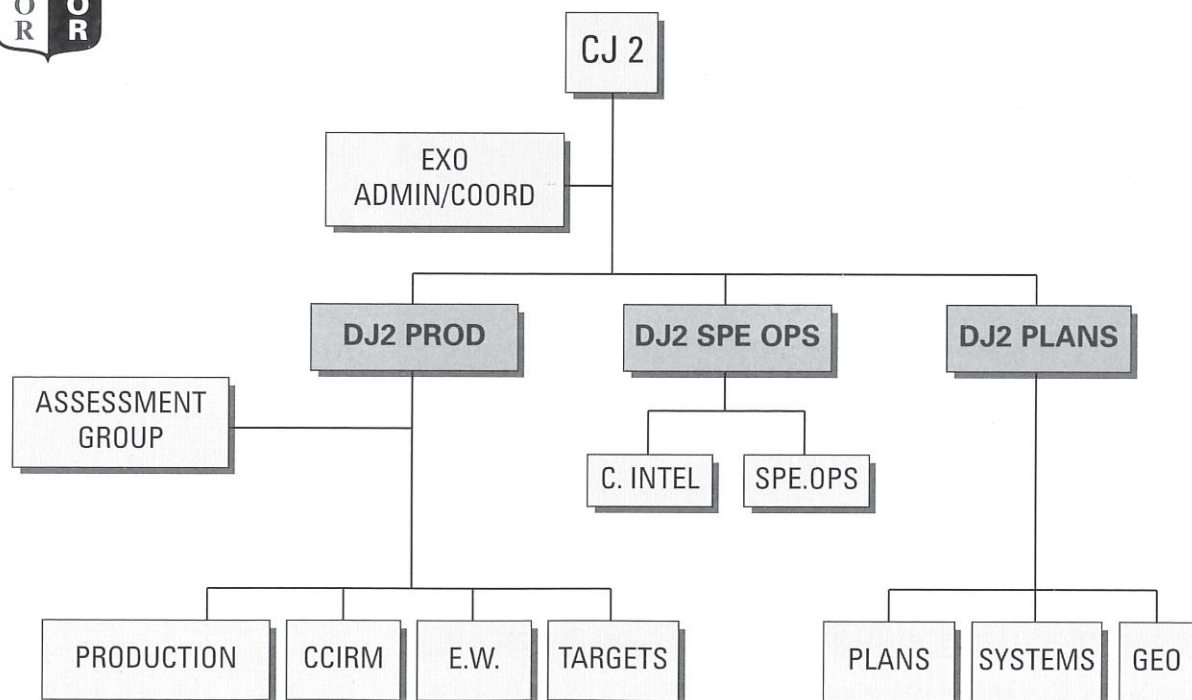 O
R
O
R
CJ 2
EXO
ADMIN/COORD
DJ2 PROD
DJ2 SPE OPS
DJ2 PLANS
ASSESSMENT
GROUP
C. INTEL
SPE.OPS
PRODUCTION
CCIRM
E.W.
TARGETS
PLANS
SYSTEMS
GEO